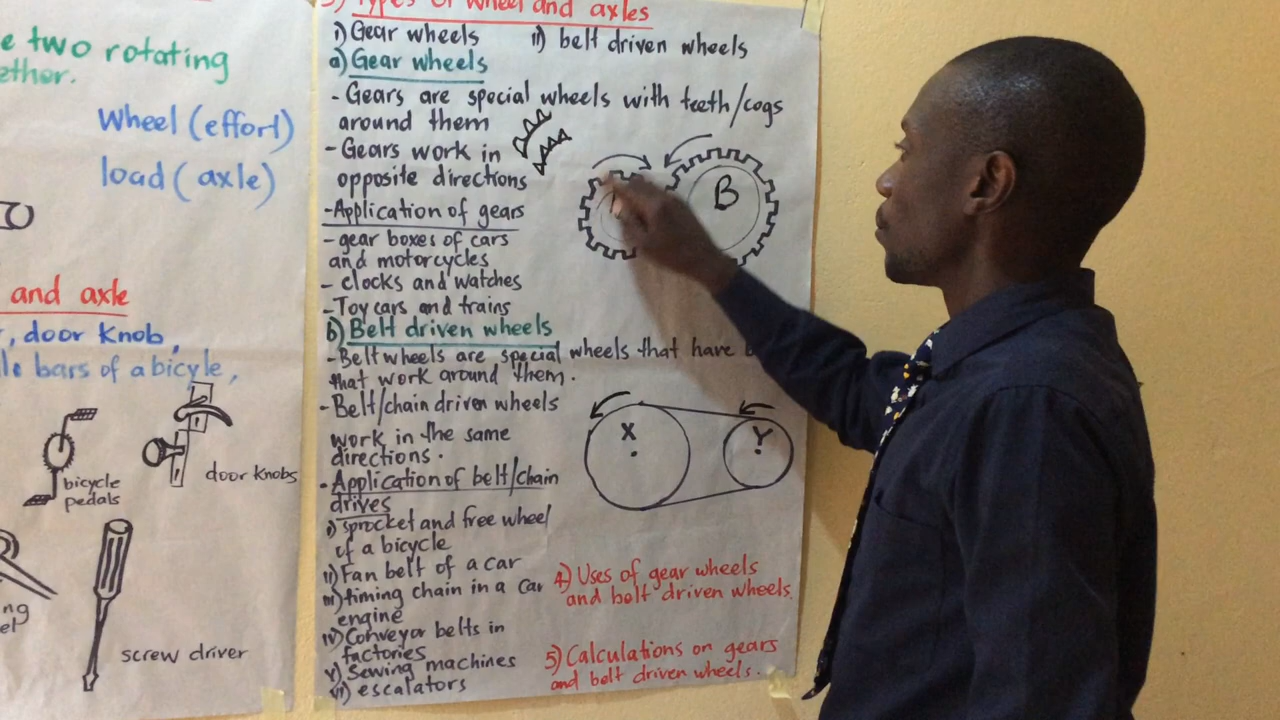 e two rotating
ether.
Wheel (effort)
load (axle)
and axle
, door knob,
le bars of a bicyle,
bicycle
pedals
door knobs
ng
el
screw driver
3) Types of wheel and axles
i) Gear wheels ii) belt driven wheels
a) Gear wheels
- Gears are special wheels with teeth/cogs
around them
- Gears work in
opposite directions
- Application of gears
- gear boxes of cars
and motorcycles
- clocks and watches
- Toy cars and trains
B
b) Belt driven wheels
- Belt wheels are special wheels that have
that work around them.
- Belt/chain driven wheels
work in the same
directions.
X Y
- Application of belt/chain
drives
i) sprocket and free wheel
of a bicycle
ii) Fan belt of a car
iii) timing chain in a car
engine
iv) Conveyor belts in
factories
v) Sewing machines
vi) escalators
4) Uses of gear wheels
and belt driven wheels.
5) Calculations on gears
and belt driven wheels.